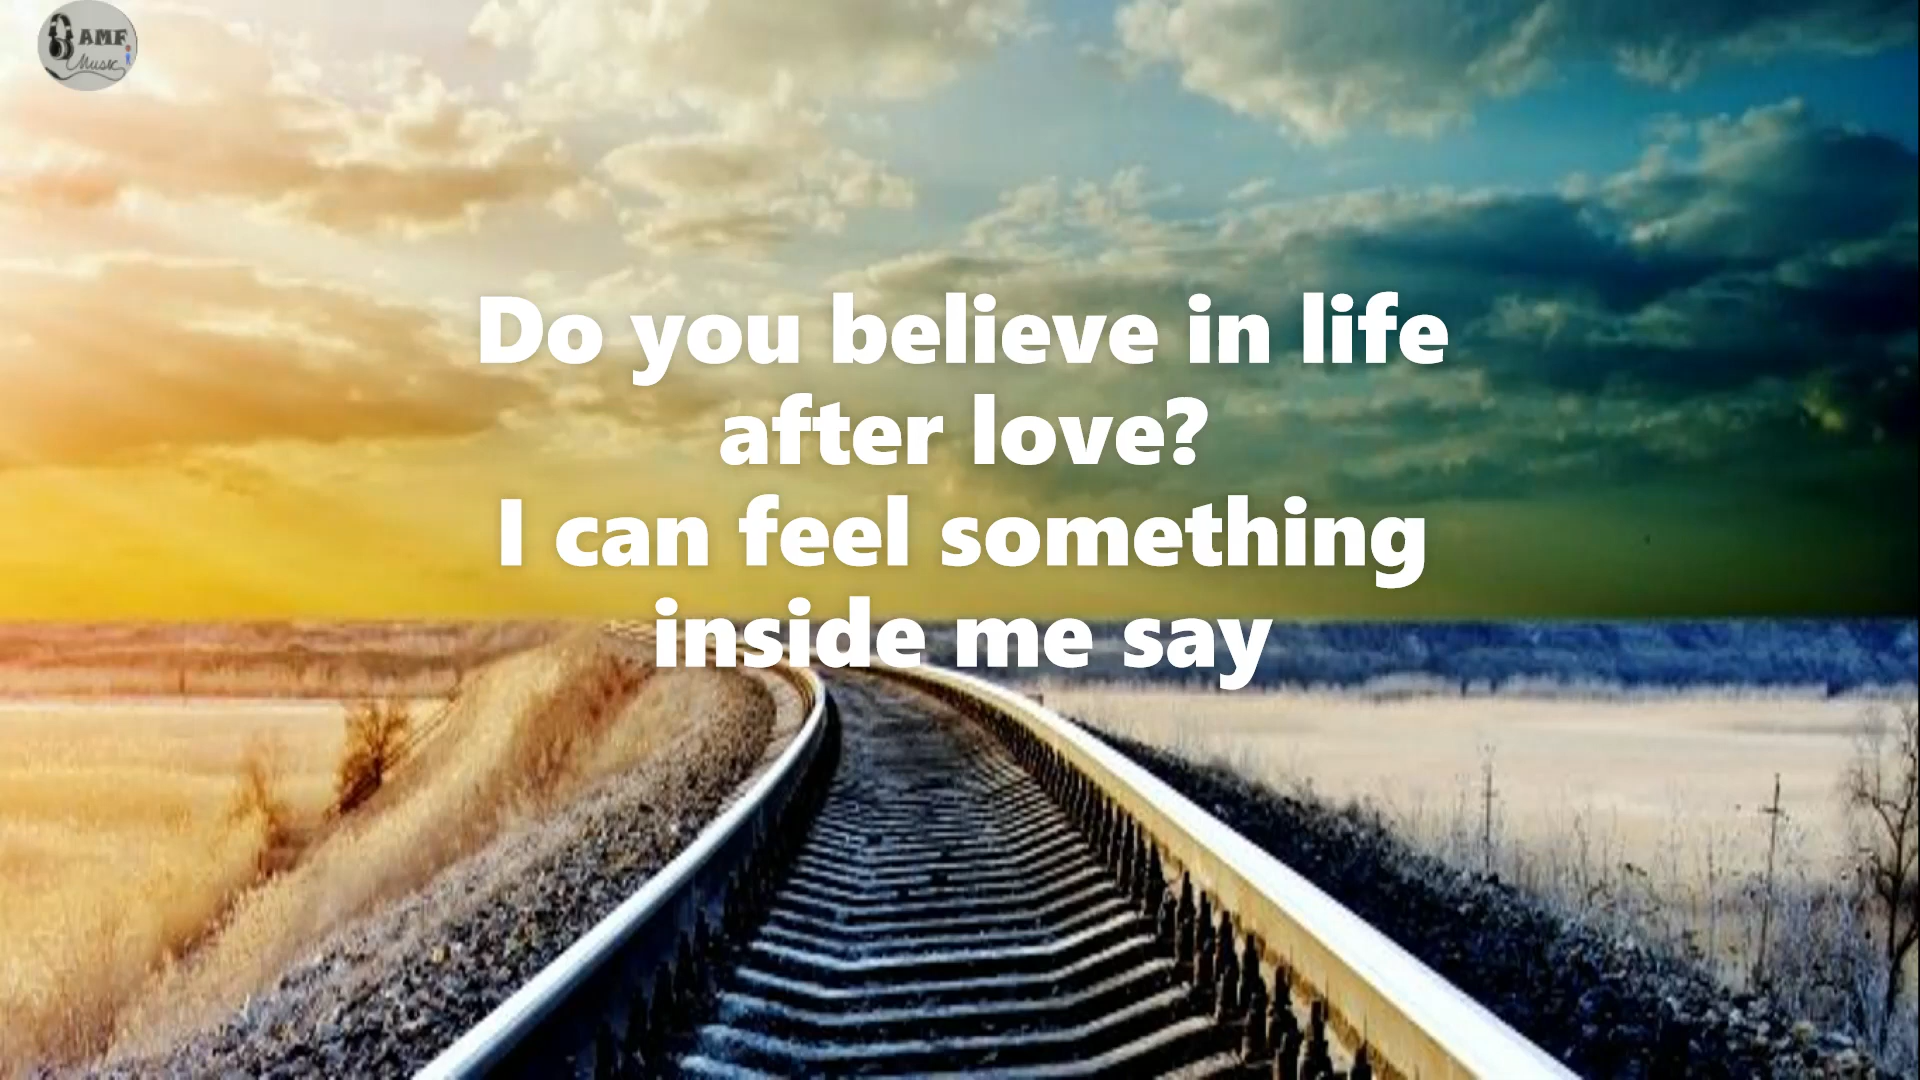 AMF
Music
Do you believe in life
after love?
I can feel something
inside me say